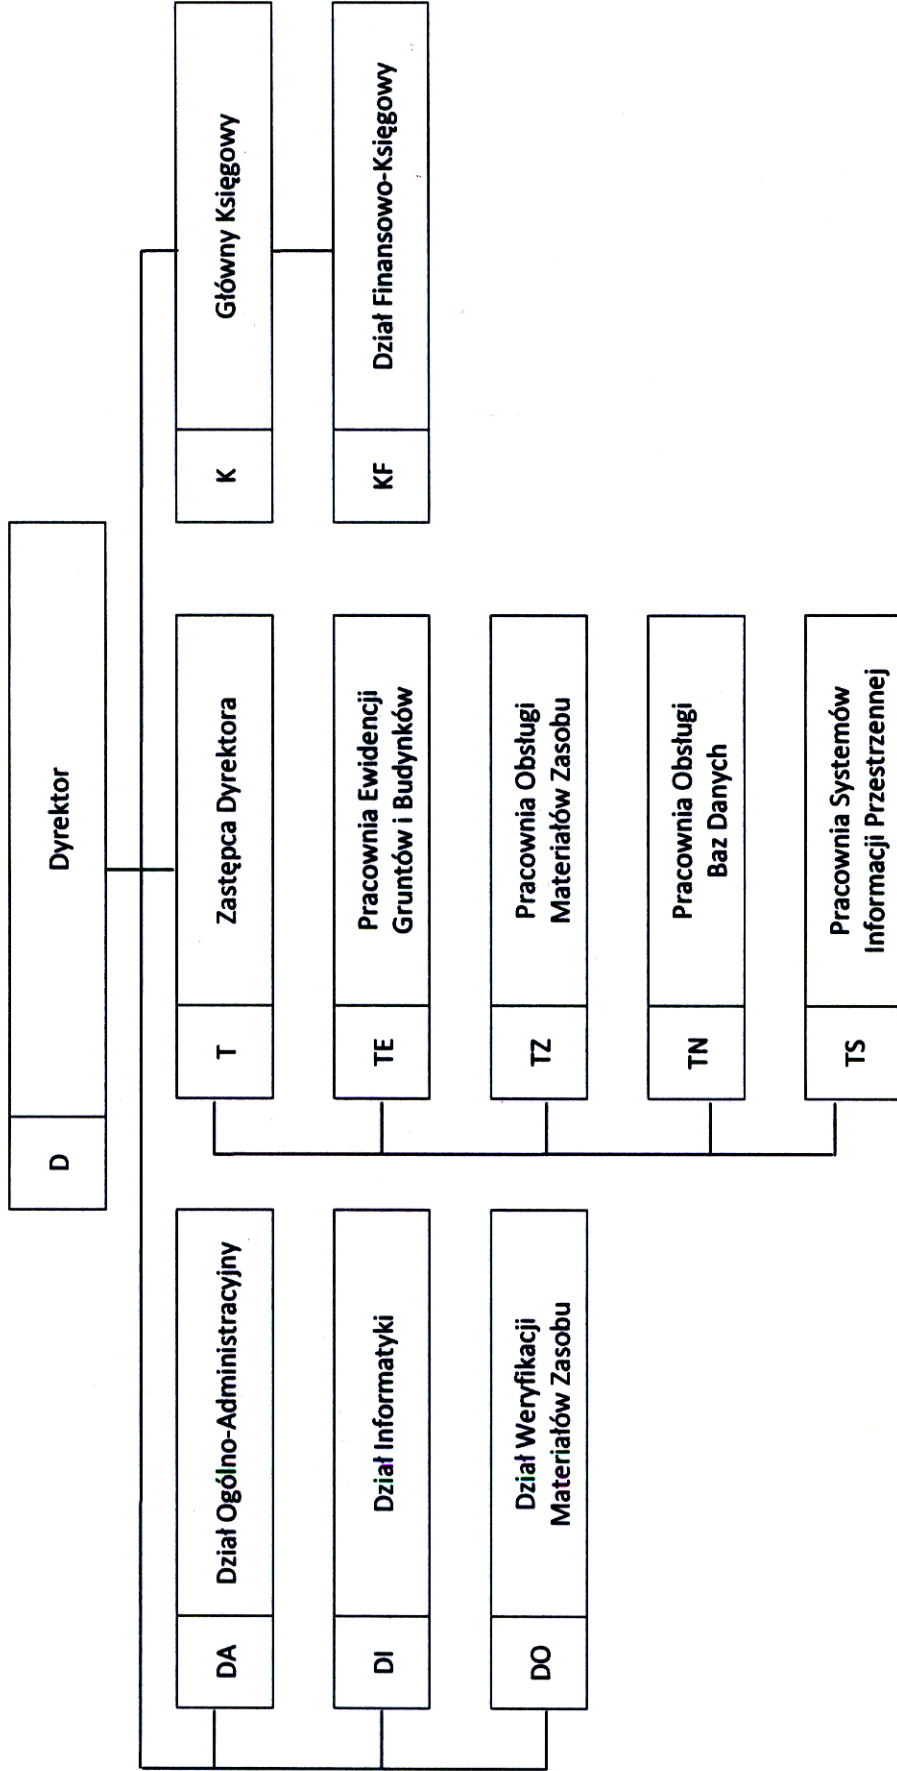 D
Dyrektor
DA
Dział Ogólno-Administracyjny
DI
Dział Informatyki
DO
Dział Weryfikacji
Materiałów Zasobu
T
Zastępca Dyrektora
TE
Pracownia Ewidencji
Gruntów i Budynków
TZ
Pracownia Obsługi
Materiałów Zasobu
TN
Pracownia Obsługi
Baz Danych
TS
Pracownia Systemów
Informacji Przestrzennej
K
Główny Księgowy
KF
Dział Finansowo-Księgowy